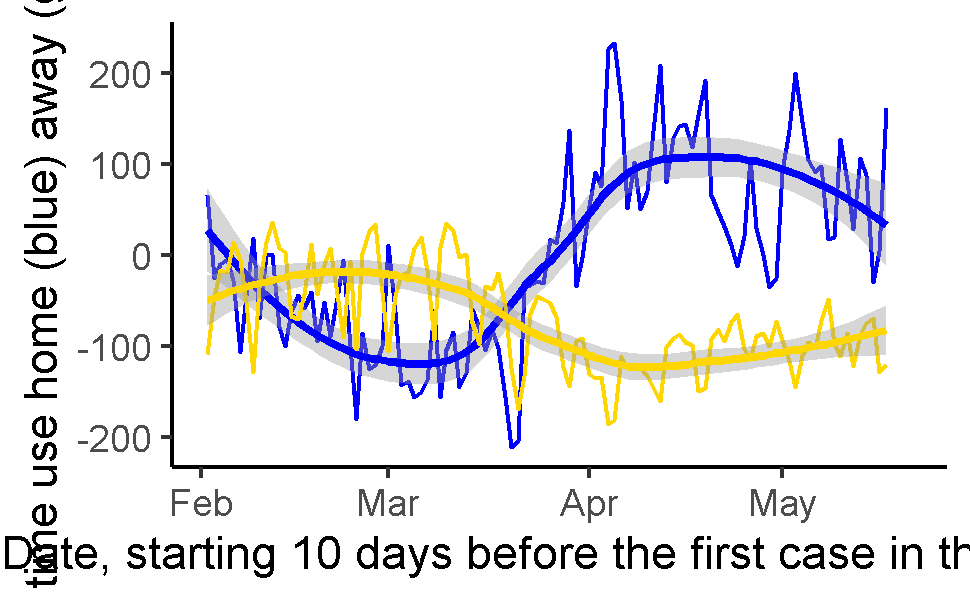 time use home (blue) away (
200
100
0
-100
-200
Feb Mar Apr May
Date, starting 10 days before the first case in th